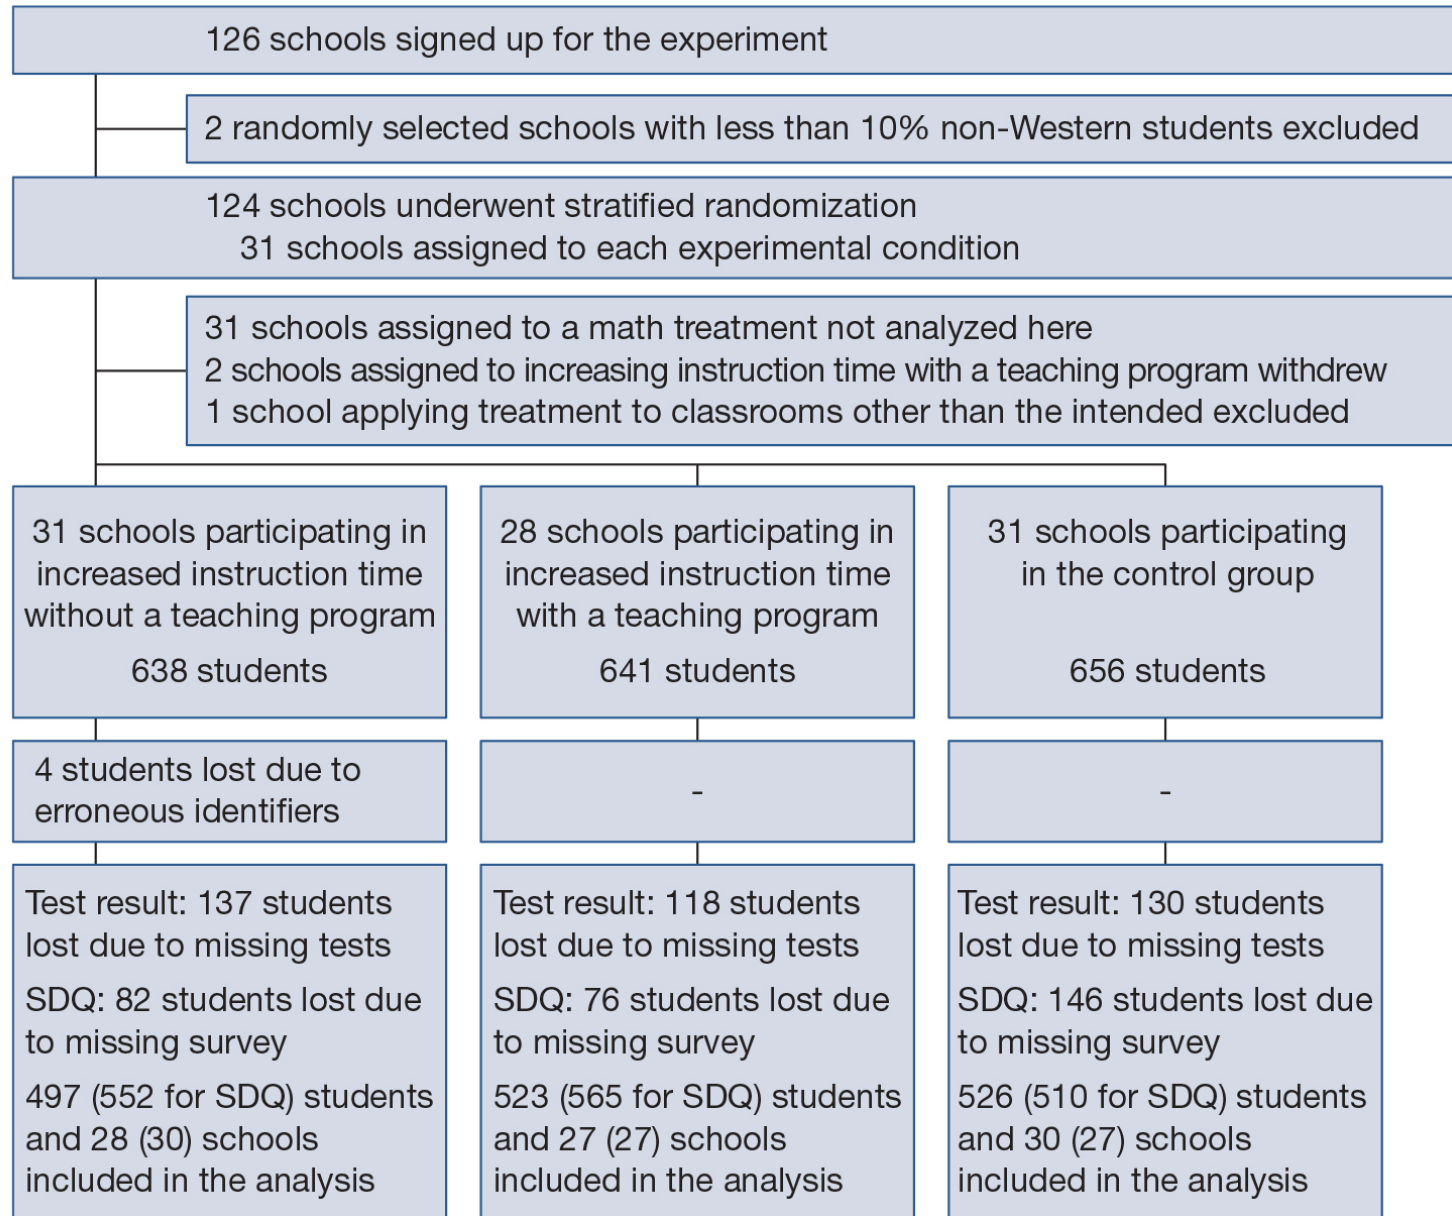 126 schools signed up for the experiment
2 randomly selected schools with less than 10% non-Western students excluded
124 schools underwent stratified randomization
31 schools assigned to each experimental condition
31 schools assigned to a math treatment not analyzed here
2 schools assigned to increasing instruction time with a teaching program withdrew
1 school applying treatment to classrooms other than the intended excluded
31 schools participating in
increased instruction time
without a teaching program
638 students
28 schools participating in
increased instruction time
with a teaching program
641 students
31 schools participating
in the control group
656 students
4 students lost due to
erroneous identifiers
-
-
Test result: 137 students
lost due to missing tests
SDQ: 82 students lost due
to missing survey
497 (552 for SDQ) students
and 28 (30) schools
included in the analysis
Test result: 118 students
lost due to missing tests
SDQ: 76 students lost due
to missing survey
523 (565 for SDQ) students
and 27 (27) schools
included in the analysis
Test result: 130 students
lost due to missing tests
SDQ: 146 students lost due
to missing survey
526 (510 for SDQ) students
and 30 (27) schools
included in the analysis